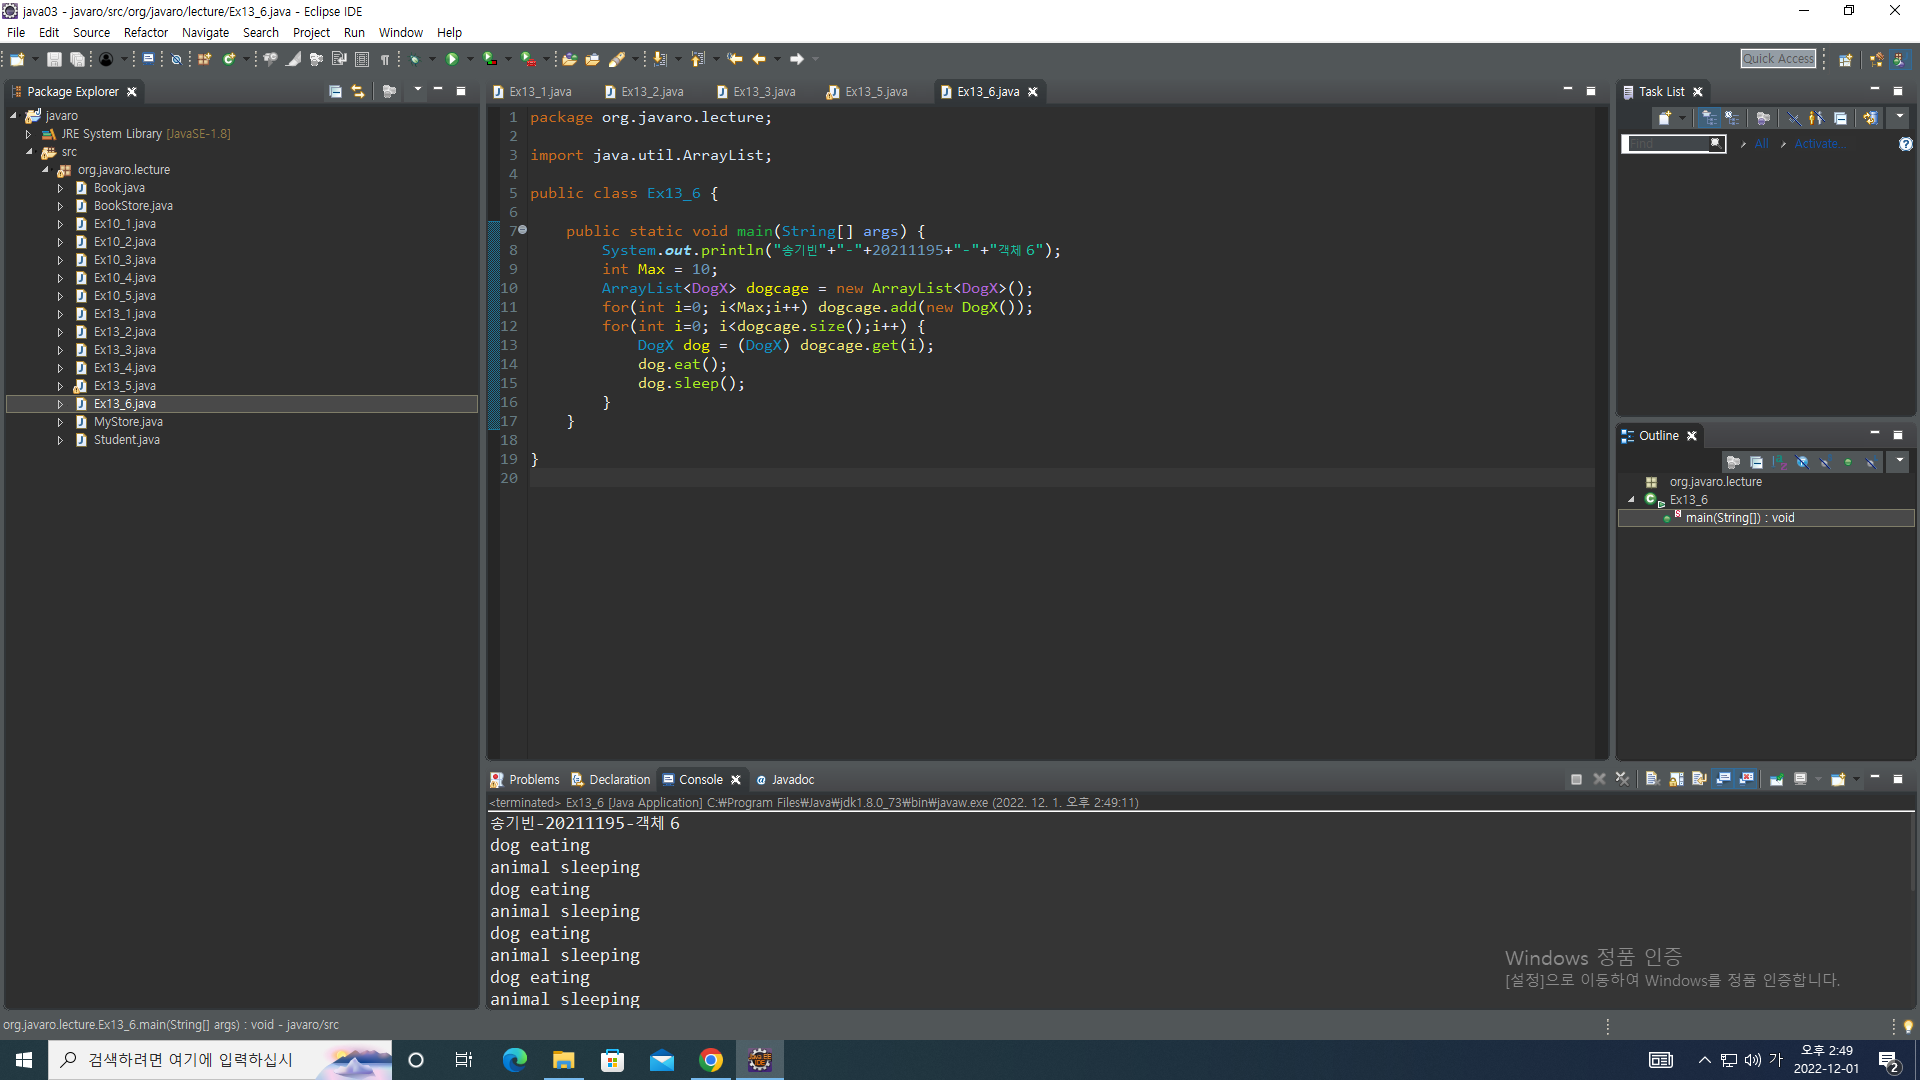 java03 - javaro/src/org/javaro/lecture/Ex13_6.java - Eclipse IDE
File Edit Source Refactor Navigate Search Project Run Window Help
Quick Access
Package Explorer
javaro
JRE System Library [JavaSE-1.8]
src
org.javaro.lecture
Book.java
BookStore.java
Ex10_1.java
Ex10_2.java
Ex10_3.java
Ex10_4.java
Ex10_5.java
Ex13_1.java
Ex13_2.java
Ex13_3.java
Ex13_4.java
Ex13_5.java
Ex13_6.java
MyStore.java
Student.java
Ex13_1.java Ex13_2.java Ex13_3.java Ex13_5.java Ex13_6.java
1 package org.javaro.lecture;
2
3 import java.util.ArrayList;
4
5 public class Ex13_6 {
6
7 public static void main(String[] args) {
8 System.out.println("송기빈"+"-"+20211195+"-"+"객체 6");
9 int Max = 10;
10 ArrayList<DogX> dogcage = new ArrayList<DogX>();
11 for(int i=0; i<Max;i++) dogcage.add(new DogX());
12 for(int i=0; i<dogcage.size();i++) {
13 DogX dog = (DogX) dogcage.get(i);
14 dog.eat();
15 dog.sleep();
16 }
17 }
18
19 }
20
Task List
Find All Activate...
Outline
org.javaro.lecture
Ex13_6
main(String[]) : void
Problems Declaration Console Javadoc
<terminated> Ex13_6 [Java Application] C:₩Program Files₩Java₩jdk1.8.0_73₩bin₩javaw.exe (2022. 12. 1. 오후 2:49:11)
송기빈-20211195-객체 6
dog eating
animal sleeping
dog eating
animal sleeping
dog eating
animal sleeping
dog eating
animal sleeping
Windows 정품 인증
[설정]으로 이동하여 Windows를 정품 인증합니다.
org.javaro.lecture.Ex13_6.main(String[] args) : void - javaro/src
검색하려면 여기에 입력하십시
가
오후 2:49
2022-12-01
2